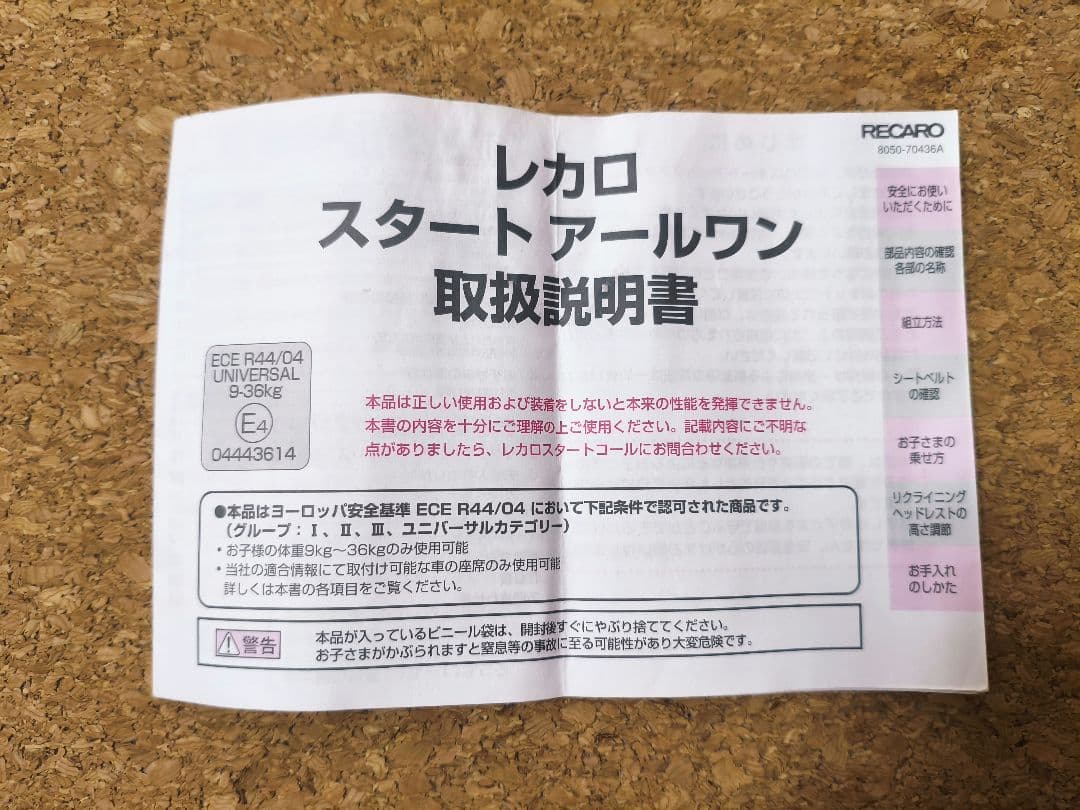 RECARO
8050-70436A
レカロ
スタート アールワン
取扱説明書
安全にお使い
いただくために
部品内容の確認
各部の名称
組立方法
シートベルト
の確認
お子さまの
乗せ方
リクライニング
ヘッドレストの
高さ調節
お手入れ
のしかた
ECE R44/04
UNIVERSAL
9-36kg
E4
04443614
本品は正しい使用および装着をしないと本来の性能を発揮できません。
本書の内容を十分にご理解の上ご使用ください。記載内容にご不明な
点がありましたら、レカロスタートコールにお問合わせください。
●本品はヨーロッパ安全基準 ECE R44/04 において下記条件で認可された商品です。
（グループ：Ⅰ、Ⅱ、Ⅲ、ユニバーサルカテゴリー）
・お子様の体重9kg〜36kgのみ使用可能
・当社の適合情報にて取付け可能な車の座席のみ使用可能
詳しくは本書の各項目をご覧ください。
警告
本品が入っているビニール袋は、開封後すぐにやぶり捨ててください。
お子さまがかぶられますと窒息等の事故に至る可能性があり大変危険です。